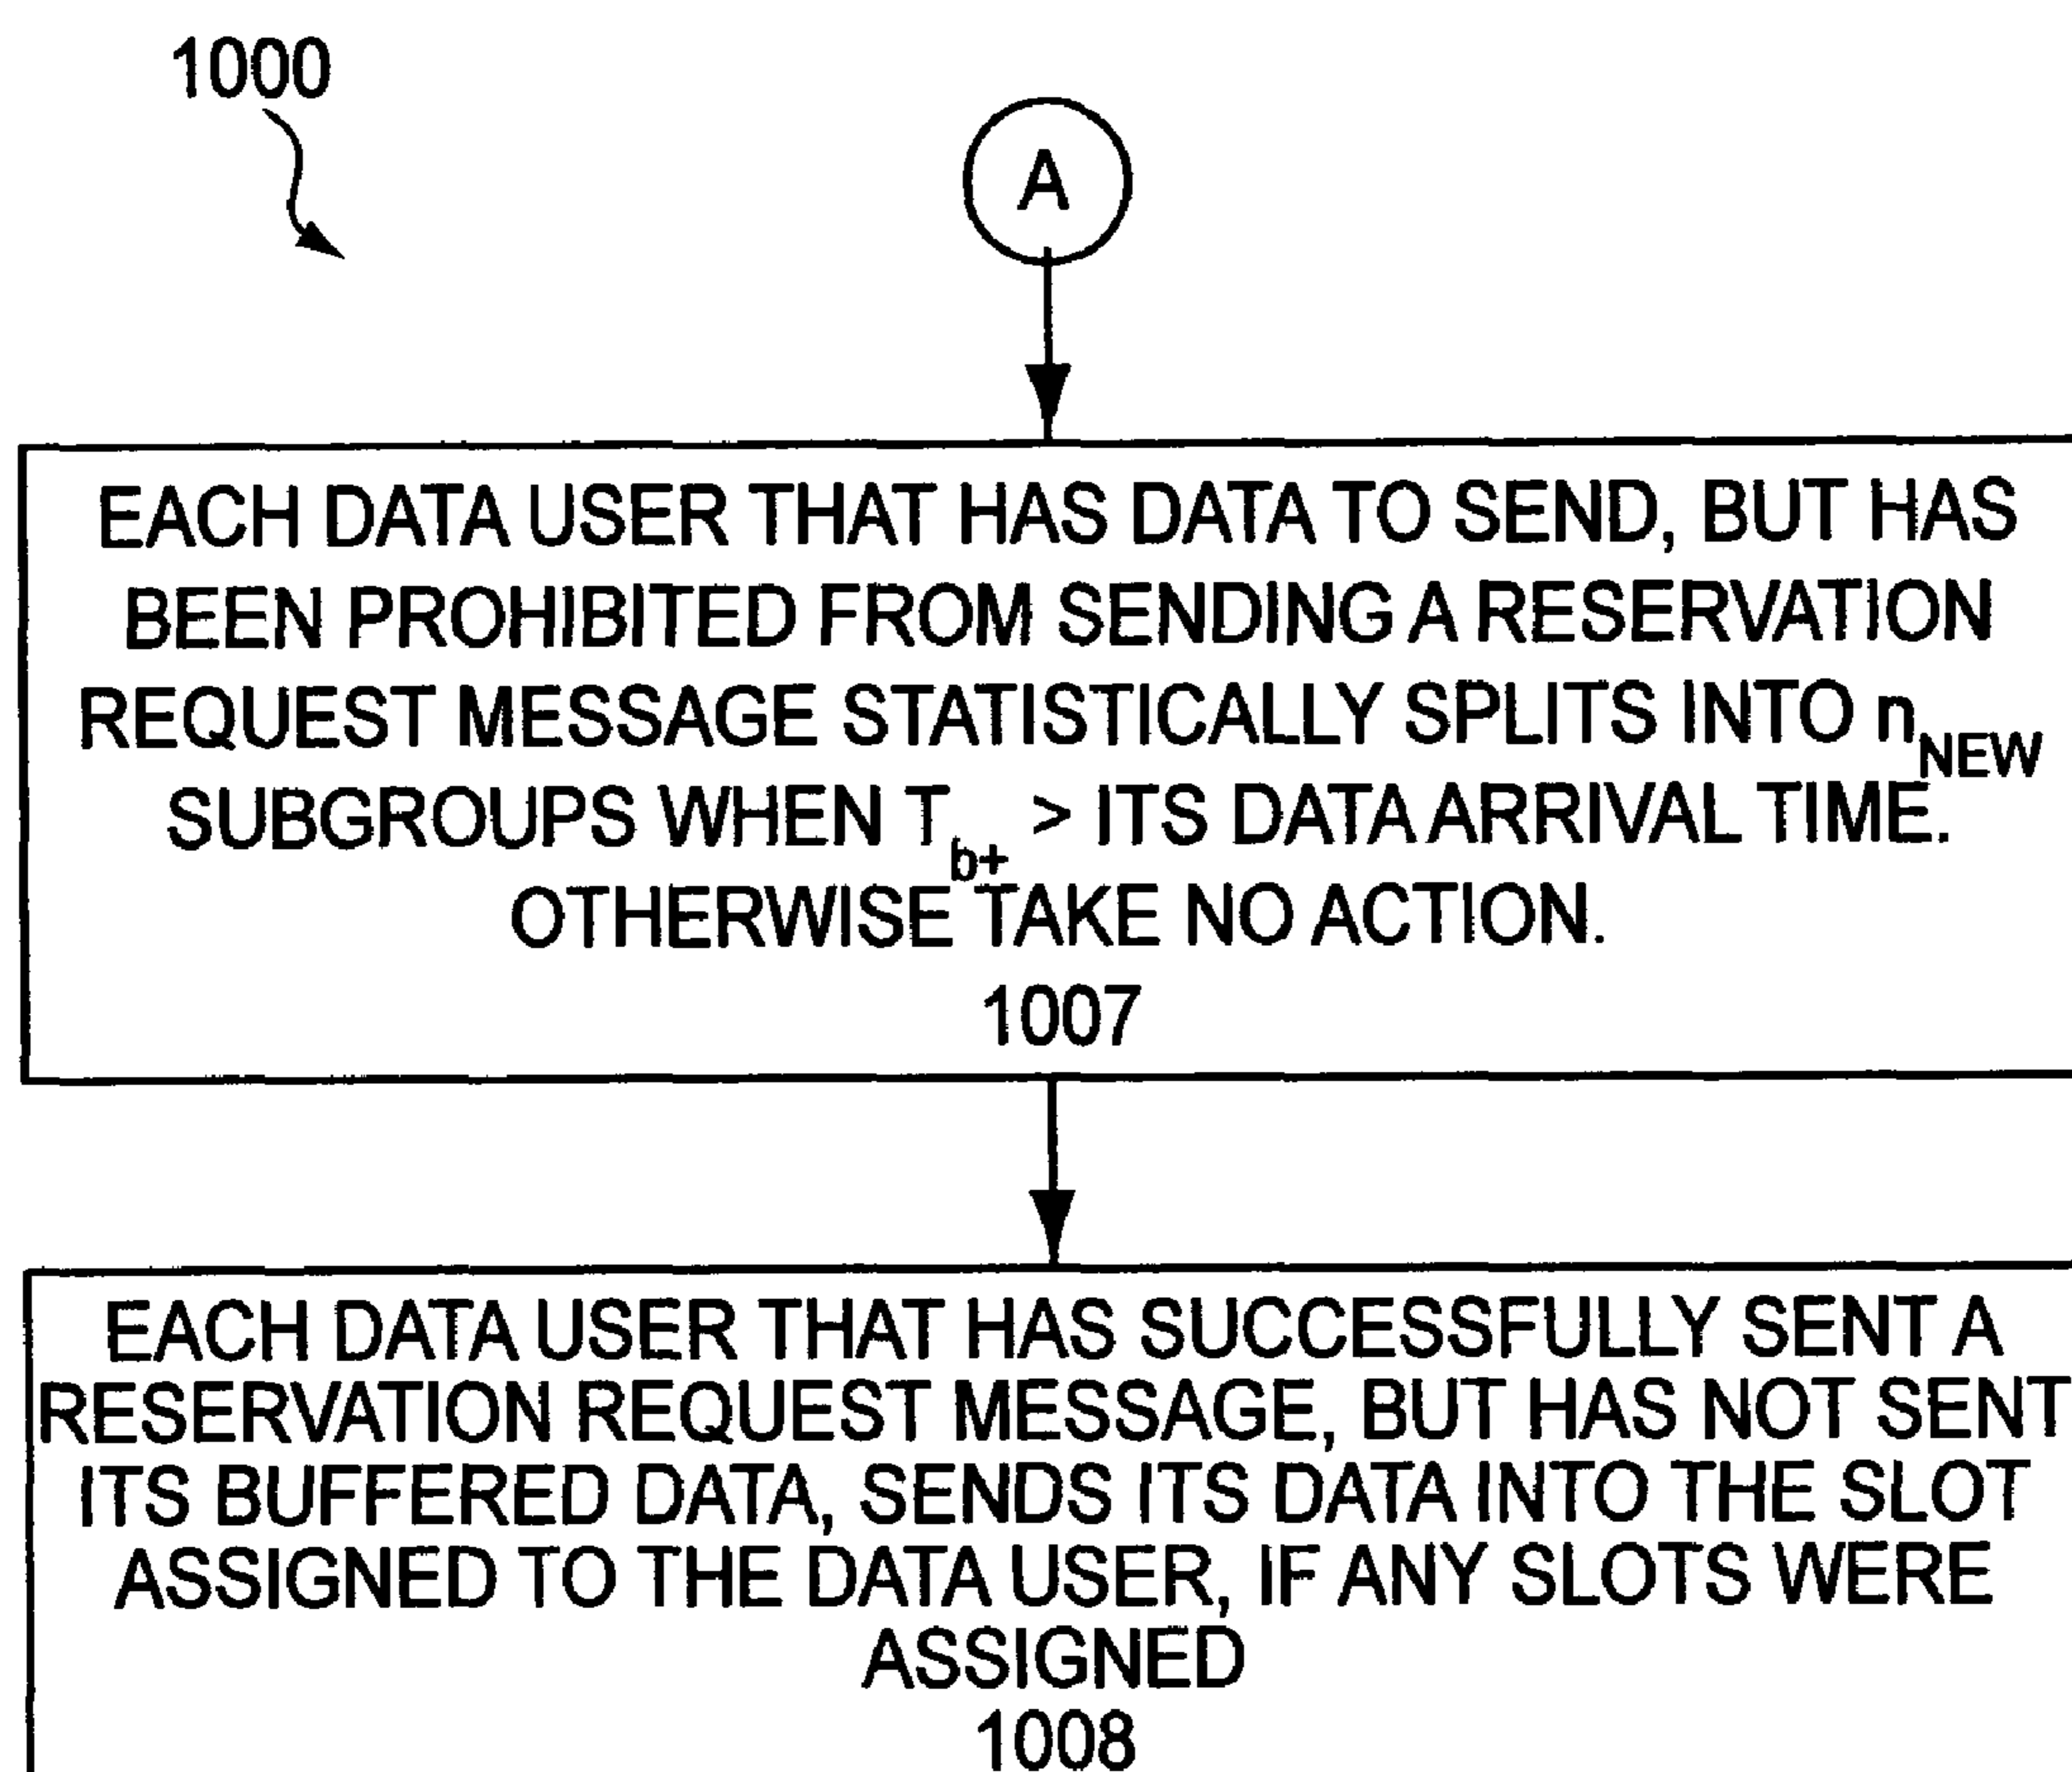 1000
A
EACH DATA USER THAT HAS DATA TO SEND, BUT HAS
BEEN PROHIBITED FROM SENDING A RESERVATION
REQUEST MESSAGE STATISTICALLY SPLITS INTO n_NEW
SUBGROUPS WHEN T_b+ > ITS DATA ARRIVAL TIME.
OTHERWISE TAKE NO ACTION.
1007
EACH DATA USER THAT HAS SUCCESSFULLY SENT A
RESERVATION REQUEST MESSAGE, BUT HAS NOT SENT
ITS BUFFERED DATA, SENDS ITS DATA INTO THE SLOT
ASSIGNED TO THE DATA USER, IF ANY SLOTS WERE
ASSIGNED
1008